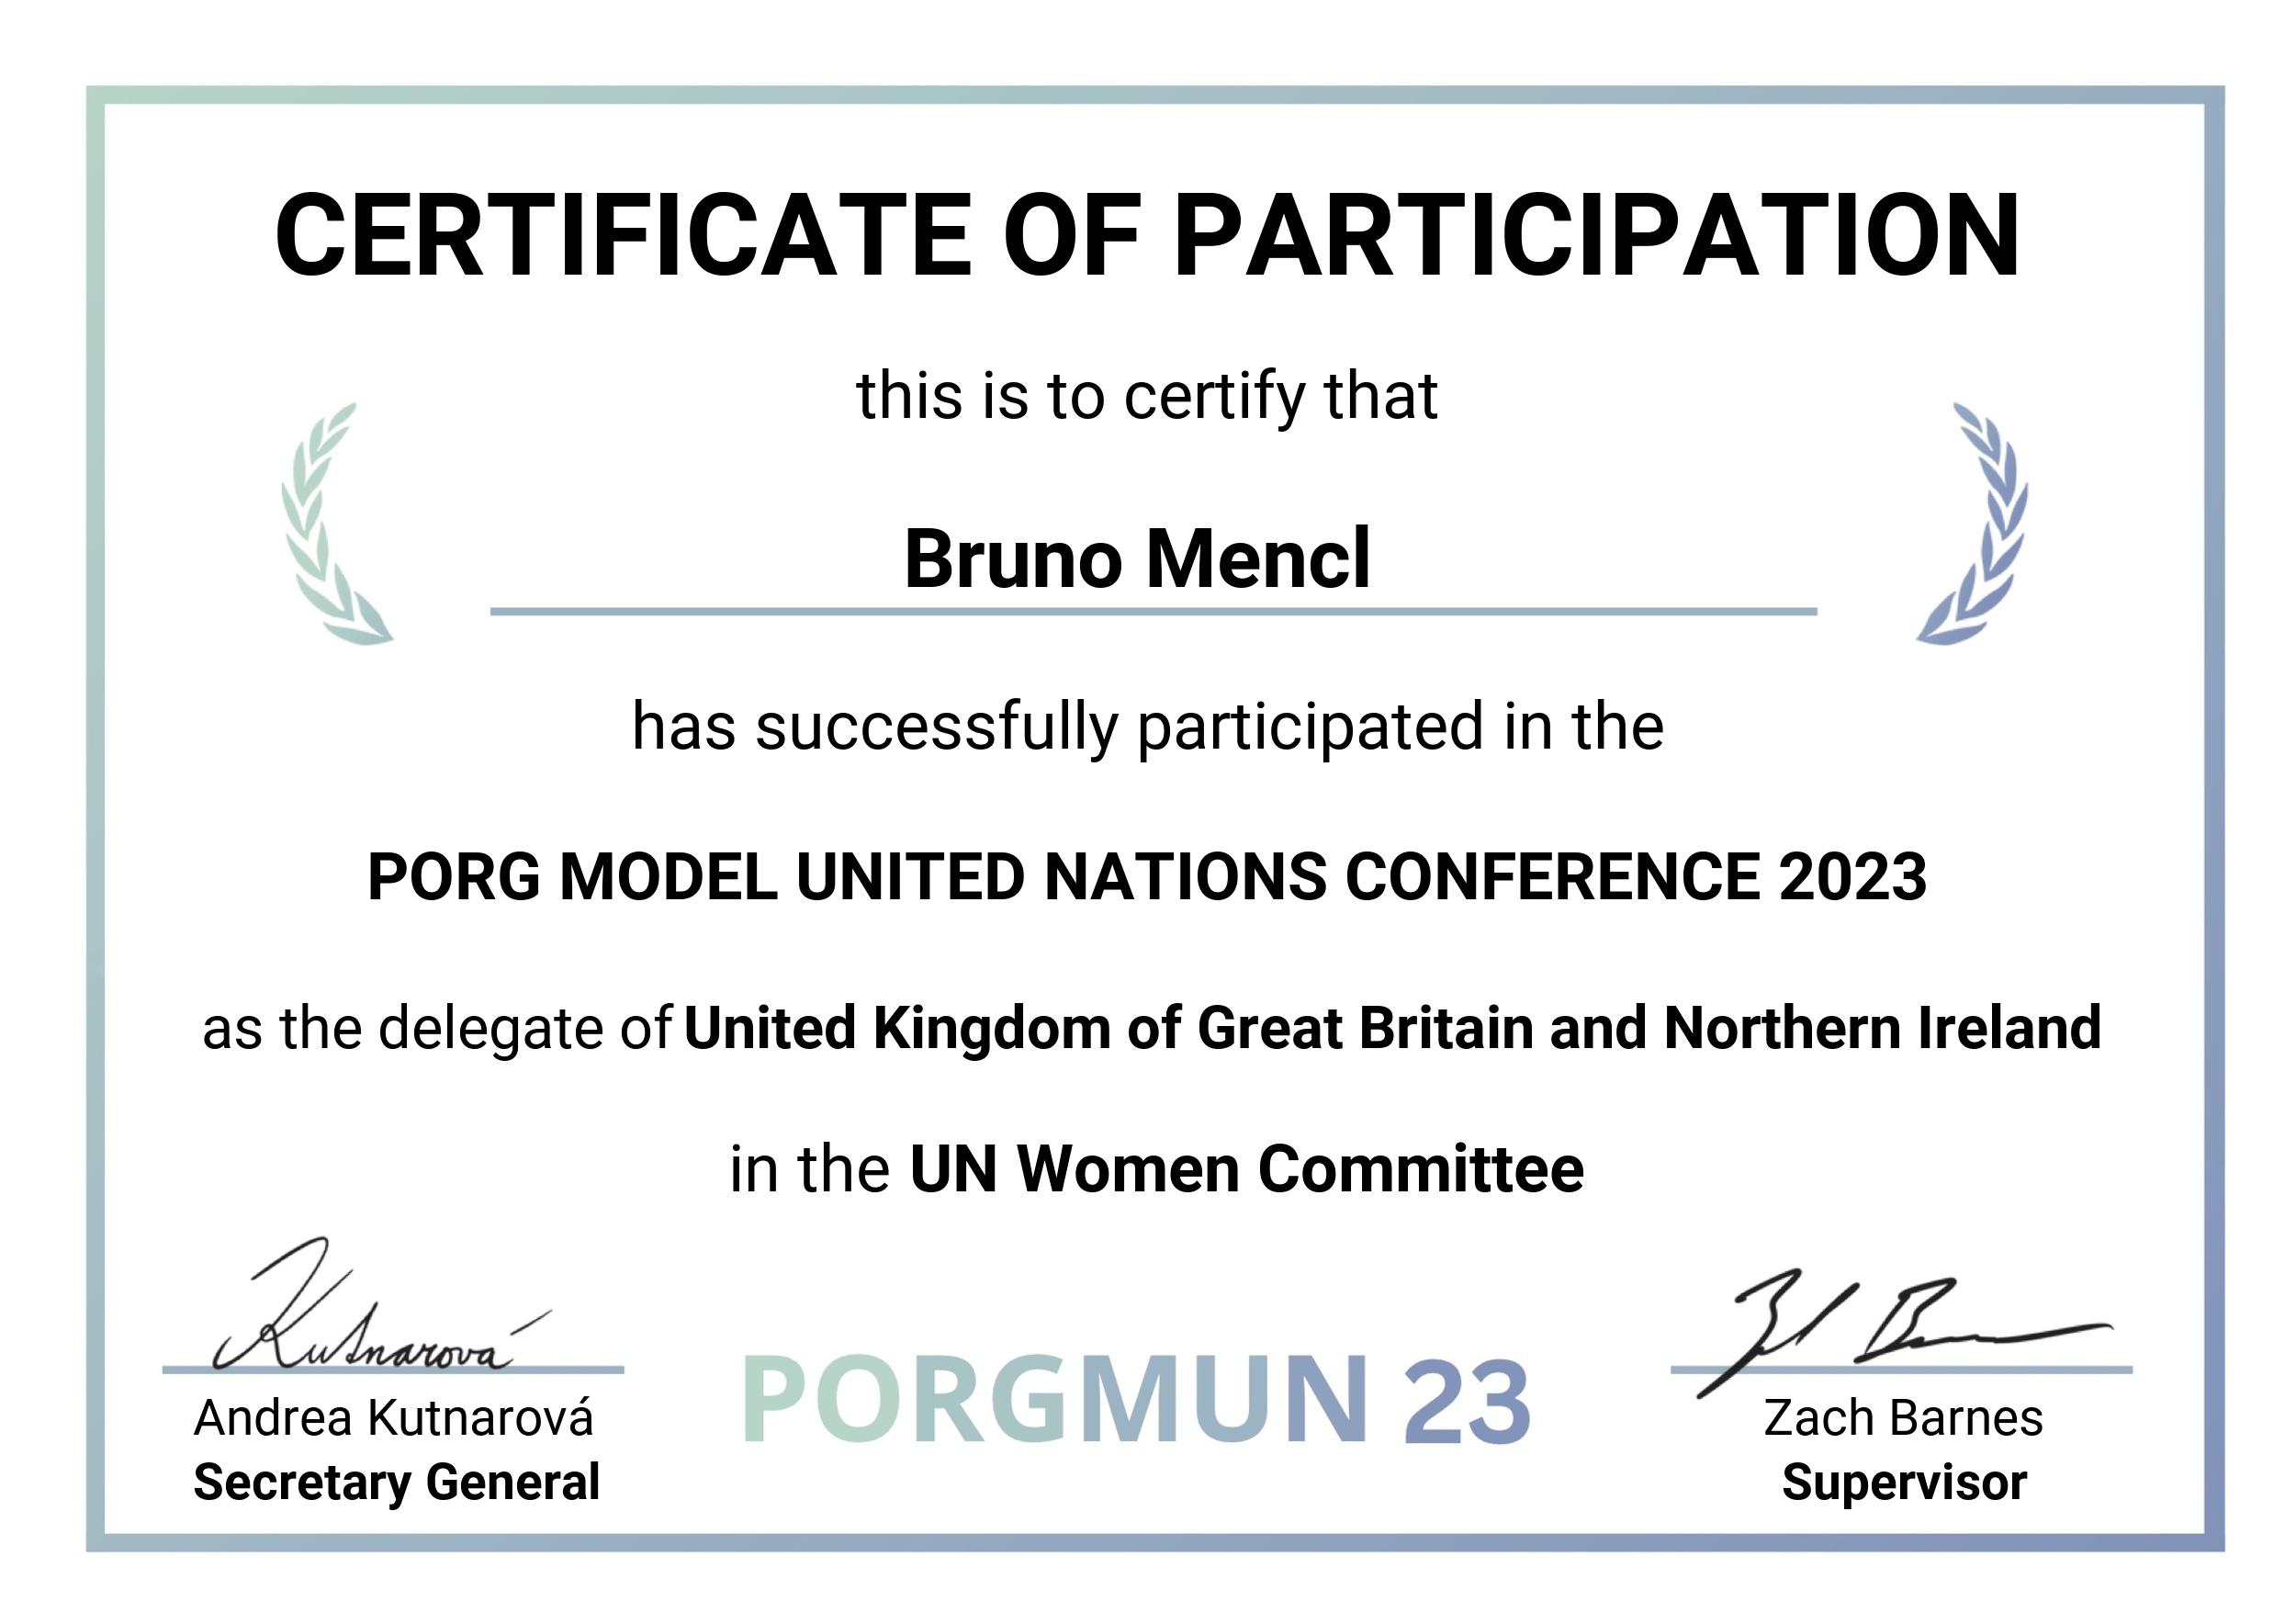 CERTIFICATE OF PARTICIPATION
this is to certify that
Bruno Mencl
has successfully participated in the
PORG MODEL UNITED NATIONS CONFERENCE 2023
as the delegate of United Kingdom of Great Britain and Northern Ireland
in the UN Women Committee
Kutnarová
Andrea Kutnarová
Secretary General
PORGMUN 23
Zach Barnes
Supervisor